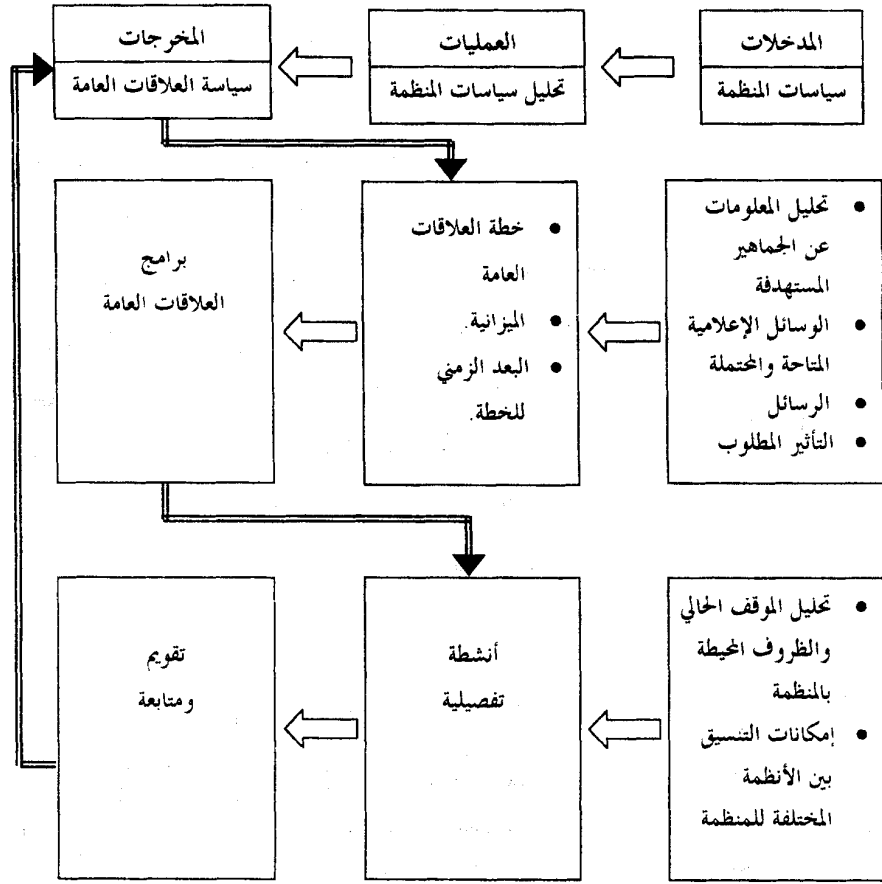 المدخلات
سياسات المنظمة
العمليات
تحليل سياسات المنظمة
المخرجات
سياسة العلاقات العامة
• تحليل المعلومات
عن الجماهير
المستهدفة
• الوسائل الإعلامية
المتاحة والمحتملة
• الرسائل
• التأثير المطلوب
• خطة العلاقات
العامة
• الميزانية.
• البعد الزمني
للخطة.
برامج
العلاقات العامة
• تحليل الموقف الحالي
والظروف المحيطة
بالمنظمة
• إمكانات التنسيق
بين الأنظمة
المختلفة للمنظمة
أنشطة
تفصيلية
تقويم
ومتابعة